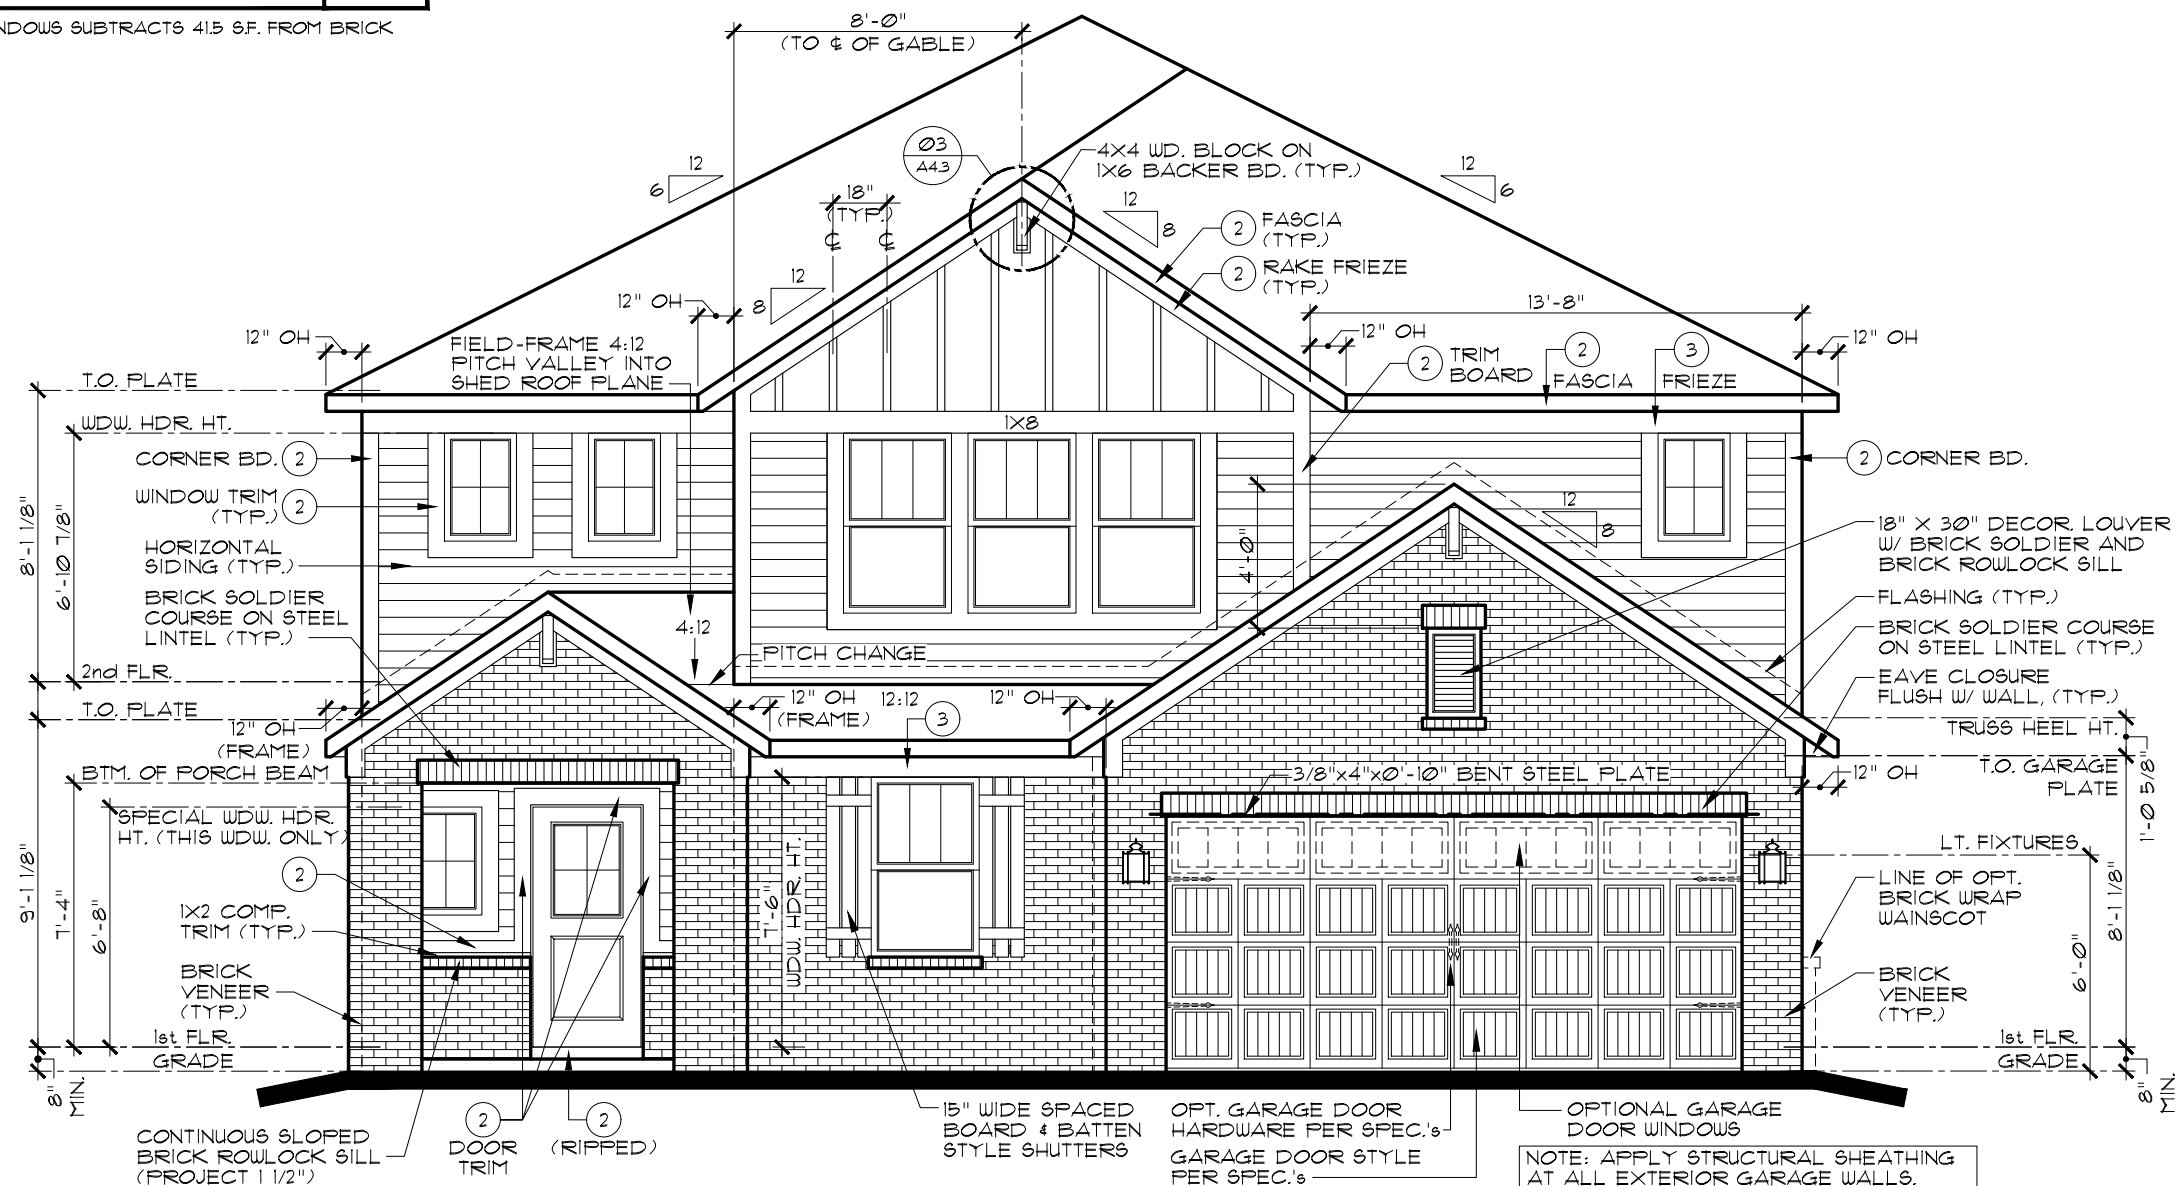 NDOWS SUBTRACTS 41.5 S.F. FROM BRICK
8'-Ø"
(TO ℄ OF GABLE)
Ø3
A4.3
4X4 WD. BLOCK ON
1X6 BACKER BD. (TYP.)
12
6
12
6
18"
(TYP.)
℄
℄
12
8
2
FASCIA
(TYP.)
2
RAKE FRIEZE
(TYP.)
12
8
12" OH
12" OH
13'-8"
12" OH
12" OH
FIELD-FRAME 4:12
PITCH VALLEY INTO
SHED ROOF PLANE
2
TRIM
BOARD
2
FASCIA
3
FRIEZE
T.O. PLATE
WDW. HDR. HT.
1X8
CORNER BD.
2
2
CORNER BD.
WINDOW TRIM
(TYP.)
2
12
8
18" X 3Ø" DECOR. LOUVER
W/ BRICK SOLDIER AND
BRICK ROWLOCK SILL
8'-1 1/8"
6'-1Ø 7/8"
4'-Ø"
HORIZONTAL
SIDING (TYP.)
BRICK SOLDIER
COURSE ON STEEL
LINTEL (TYP.)
FLASHING (TYP.)
4:12
BRICK SOLDIER COURSE
ON STEEL LINTEL (TYP.)
PITCH CHANGE
2nd FLR.
T.O. PLATE
EAVE CLOSURE
FLUSH W/ WALL, (TYP.)
12" OH
(FRAME)
12" OH
(FRAME)
12:12
12" OH
3
TRUSS HEEL HT.
BTM. OF PORCH BEAM
3/8"x4"xØ'-1Ø" BENT STEEL PLATE
T.O. GARAGE
PLATE
12" OH
1'-Ø 5/8"
SPECIAL WDW. HDR.
HT. (THIS WDW. ONLY)
LT. FIXTURES
2
9'-1 1/8"
7'-4"
6'-8"
7'-6"
WDW. HDR. HT.
LINE OF OPT.
BRICK WRAP
WAINSCOT
1X2 COMP.
TRIM (TYP.)
8'-1 1/8"
6'-Ø"
BRICK
VENEER
(TYP.)
BRICK
VENEER
(TYP.)
1st FLR.
GRADE
1st FLR.
GRADE
8"
MIN.
8"
MIN.
CONTINUOUS SLOPED
BRICK ROWLOCK SILL
(PROJECT 1 1/2")
2
DOOR
TRIM
2
(RIPPED)
15" WIDE SPACED
BOARD & BATTEN
STYLE SHUTTERS
OPT. GARAGE DOOR
HARDWARE PER SPEC.'s
GARAGE DOOR STYLE
PER SPEC.'s
OPTIONAL GARAGE
DOOR WINDOWS
NOTE: APPLY STRUCTURAL SHEATHING
AT ALL EXTERIOR GARAGE WALLS.